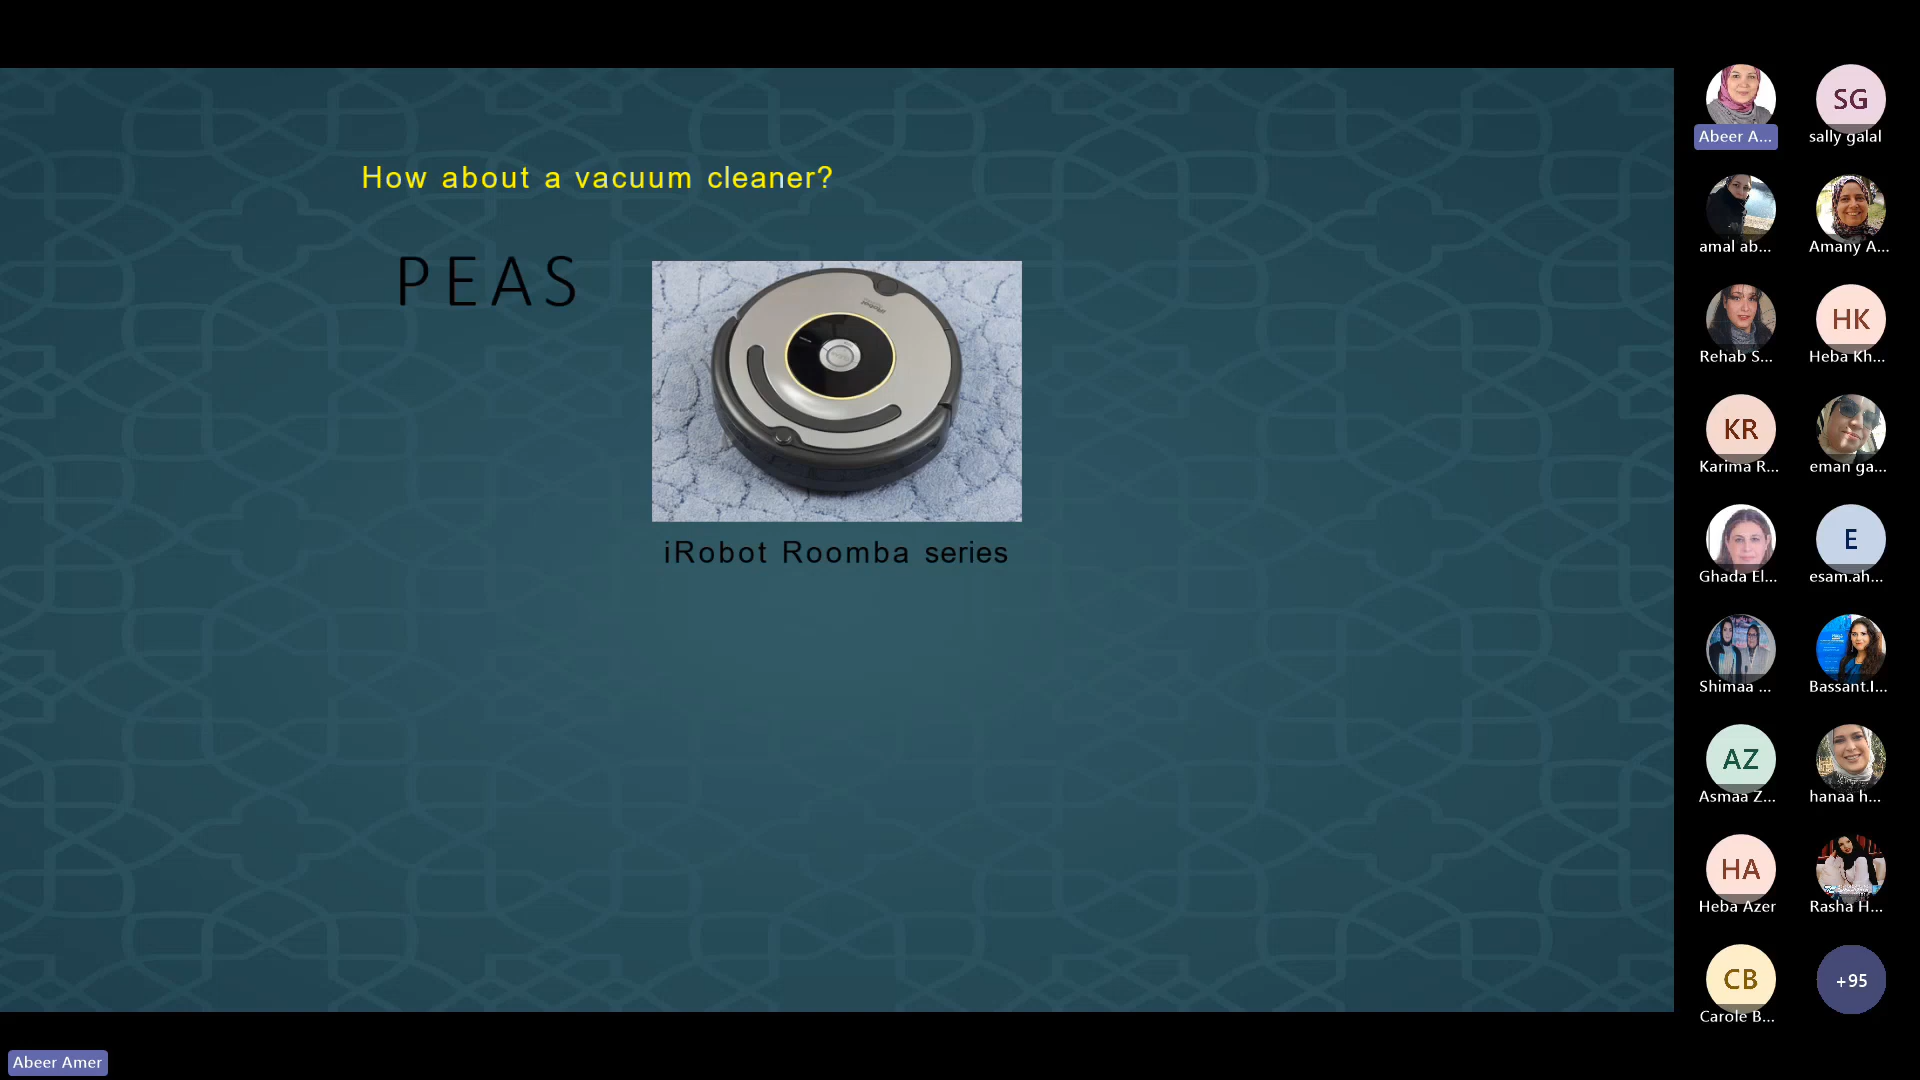 How about a vacuum cleaner?
PEAS
iRobot Roomba series
Abeer A...
SG
sally galal
amal ab...
Amany A...
Rehab S...
HK
Heba Kh...
KR
Karima R...
eman ga...
Ghada El...
E
esam.ah...
Shimaa ...
Bassant.I...
AZ
Asmaa Z...
hanaa h...
HA
Heba Azer
Rasha H...
CB
Carole B...
+95
Abeer Amer